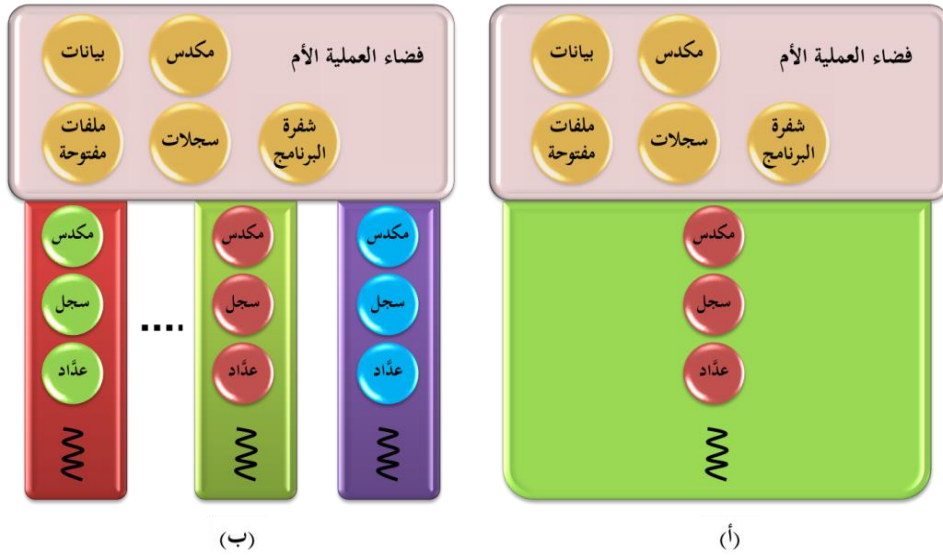 فضاء العملية الأم
مكدس
بيانات
شفرة
البرنامج
سجلات
ملفات
مفتوحة
مكدس
سجل
عدَّاد
(أ)
فضاء العملية الأم
مكدس
بيانات
شفرة
البرنامج
سجلات
ملفات
مفتوحة
مكدس
سجل
عدَّاد
مكدس
سجل
عدَّاد
....
مكدس
سجل
عدَّاد
(ب)